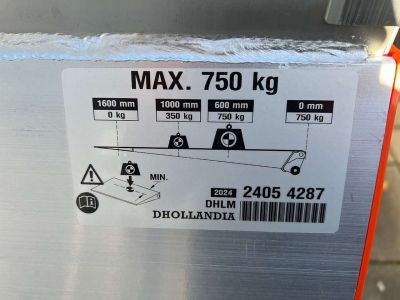 MAX. 750 kg
1600 mm 1000 mm 600 mm 0 mm
0 kg 350 kg 750 kg 750 kg
MIN.
2024 2405 4287
DHLM
DHOLLANDIA